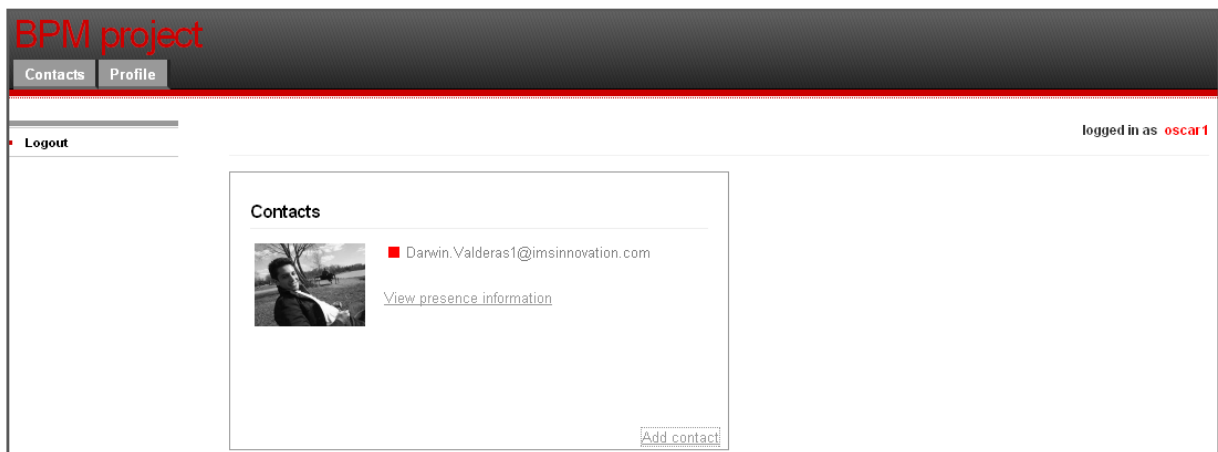 BPM project
Contacts Profile
logged in as oscar1
Logout
Contacts
Darwin.Valderas1@imsinnovation.com
View presence information
Add contact